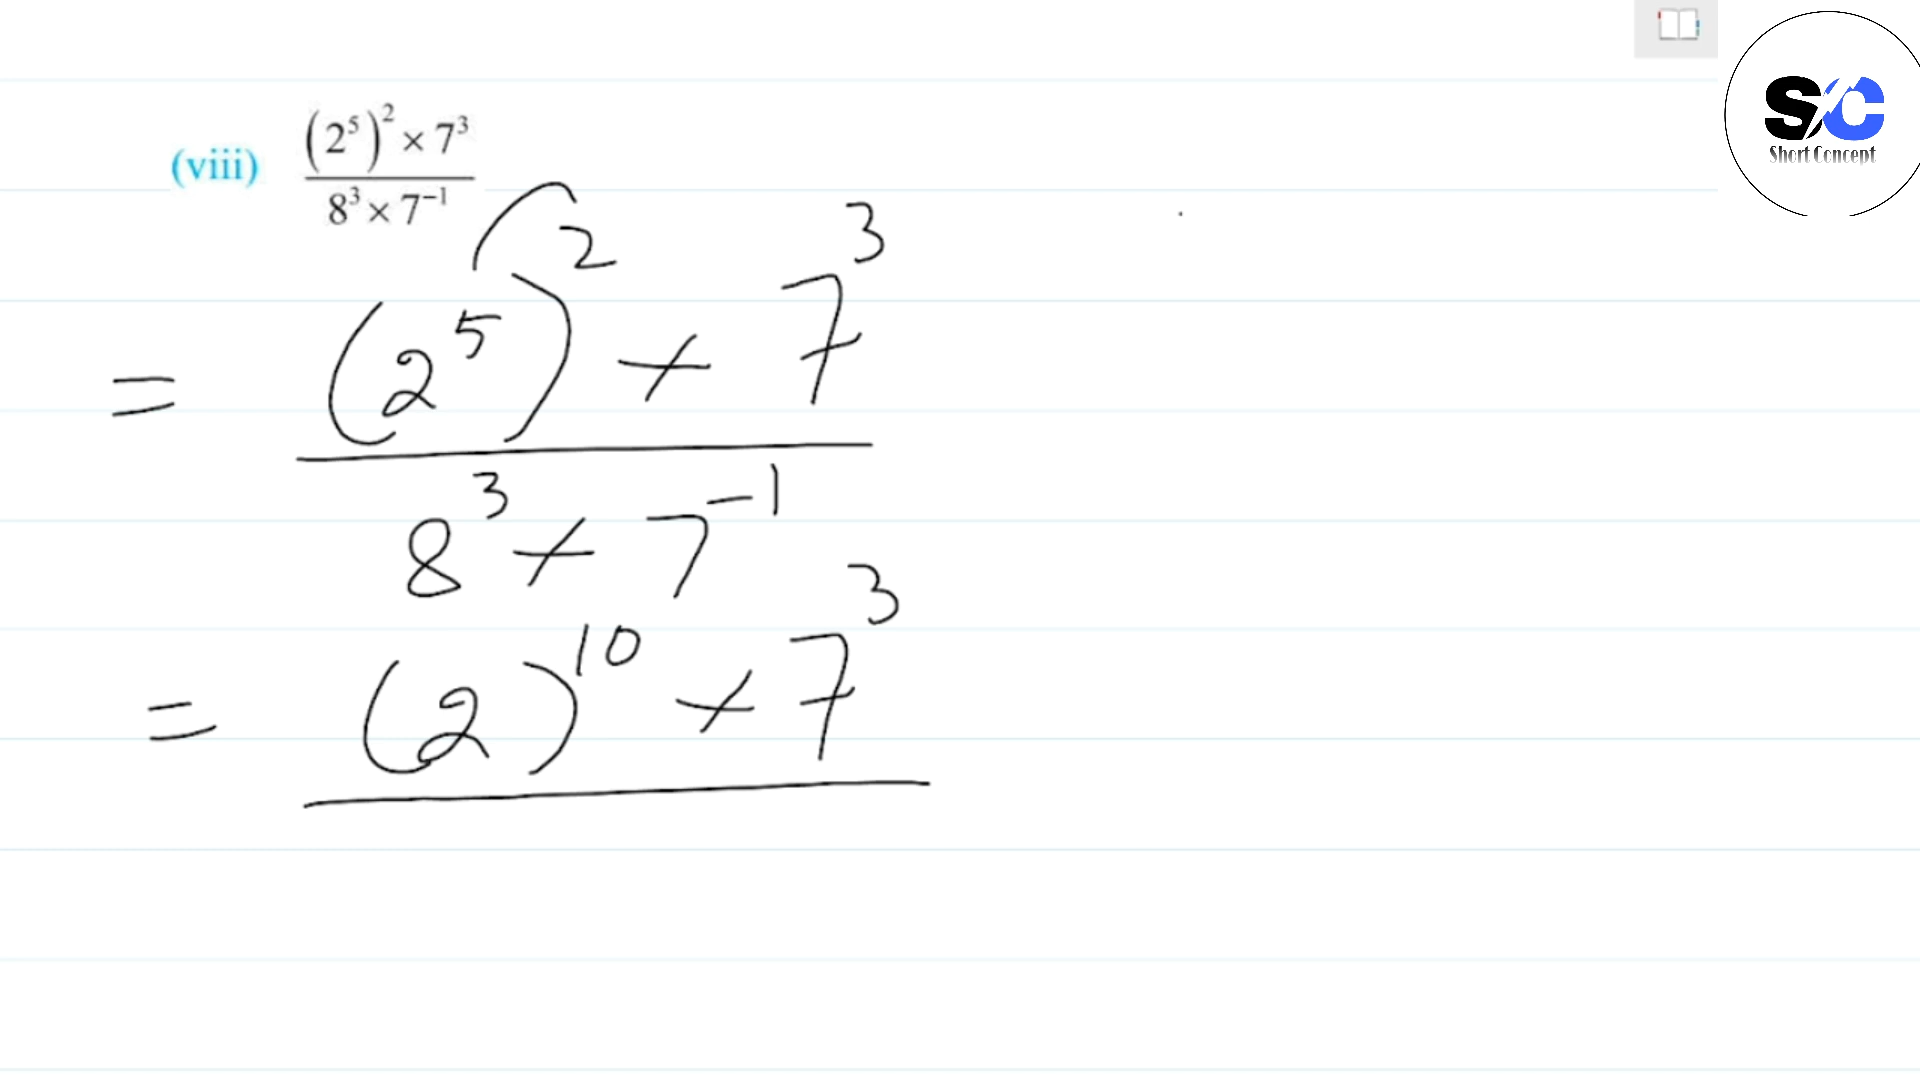 SC
Short Concept
(viii) (2⁵)² × 7³
8³ × 7⁻¹
= (2⁵)² × 7³
8³ × 7⁻¹
= (2)¹⁰ × 7³